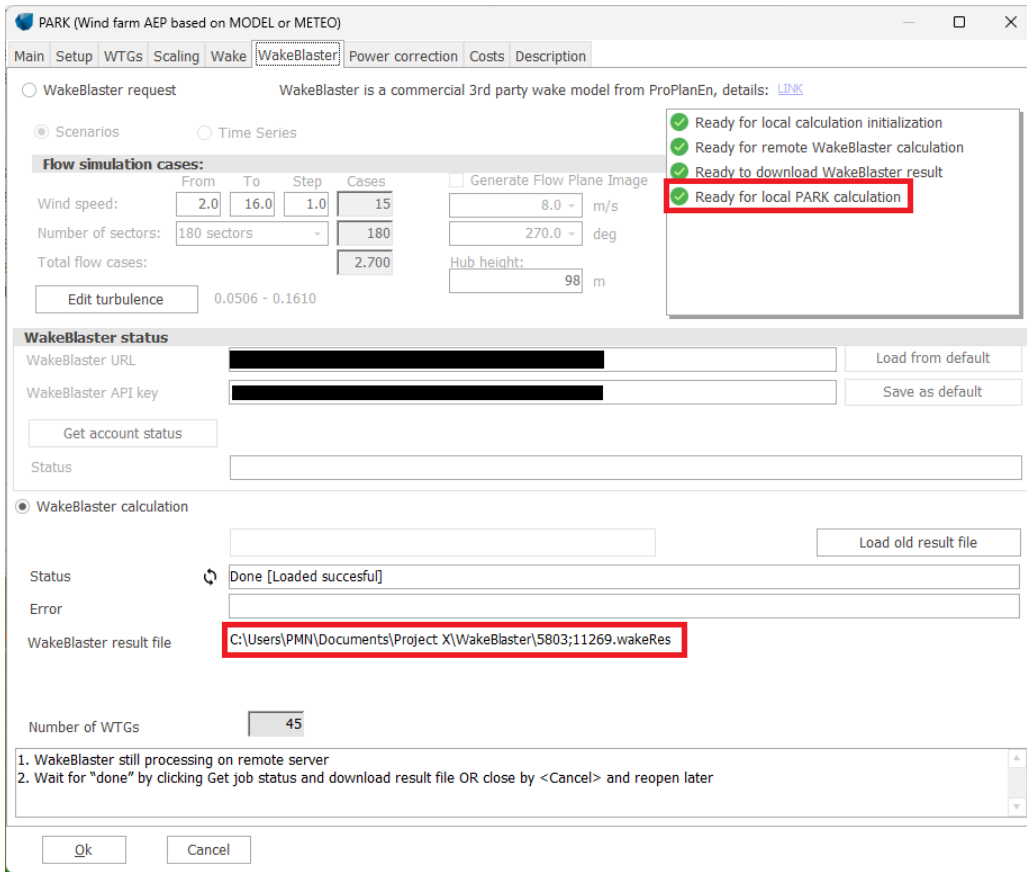 PARK (Wind farm AEP based on MODEL or METEO)
Main Setup WTGs Scaling Wake WakeBlaster Power correction Costs Description
WakeBlaster request WakeBlaster is a commercial 3rd party wake model from ProPlanEn, details: LINK
Scenarios Time Series
Ready for local calculation initialization
Ready for remote WakeBlaster calculation
Ready to download WakeBlaster result
Ready for local PARK calculation
Flow simulation cases:
From To Step Cases Generate Flow Plane Image
Wind speed: 2.0 16.0 1.0 15 8.0 m/s
Number of sectors: 180 sectors 180 270.0 deg
Total flow cases: 2.700 Hub height:
98 m
Edit turbulence 0.0506 - 0.1610
WakeBlaster status
WakeBlaster URL Load from default
WakeBlaster API key Save as default
Get account status
Status
WakeBlaster calculation
Load old result file
Status Done [Loaded succesful]
Error
WakeBlaster result file C:\Users\PMN\Documents\Project X\WakeBlaster\5803;11269.wakeRes
Number of WTGs 45
1. WakeBlaster still processing on remote server
2. Wait for “done” by clicking Get job status and download result file OR close by <Cancel> and reopen later
Ok Cancel